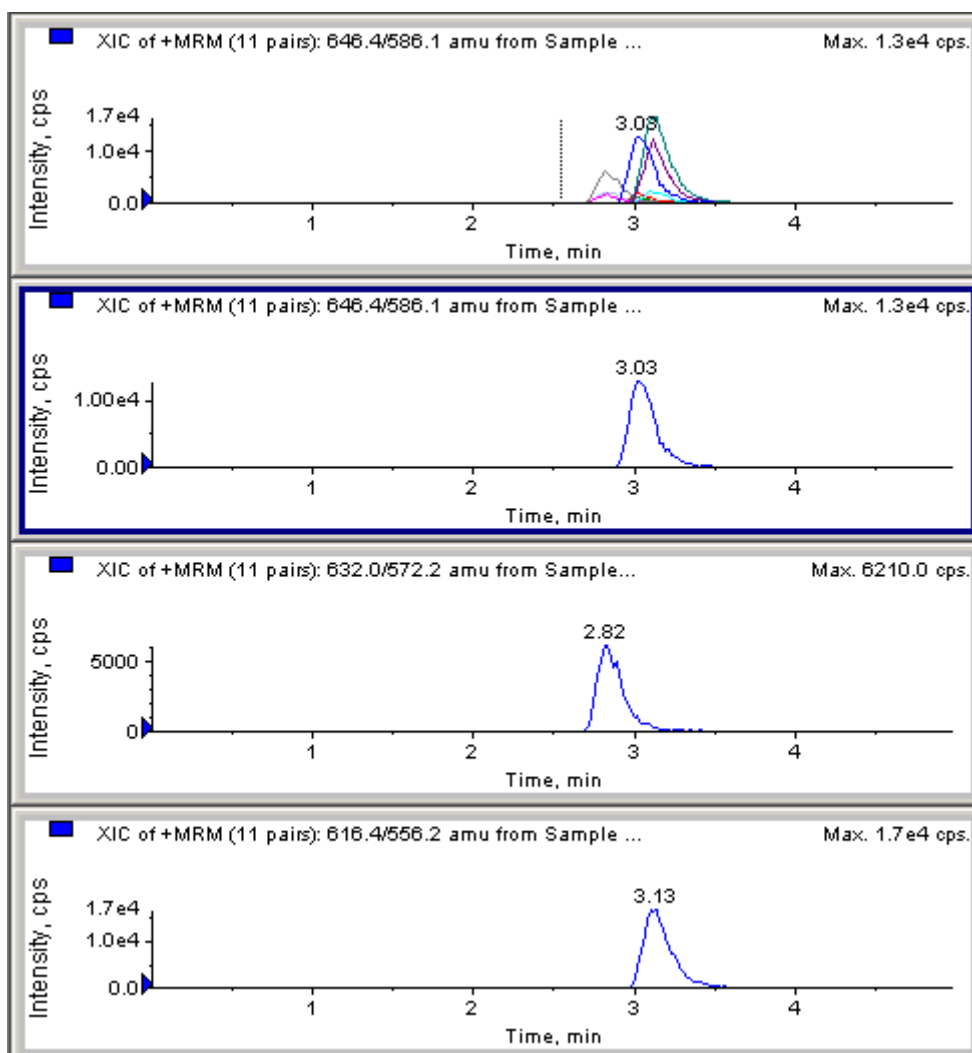 XIC of +MRM (11 pairs): 646.4/586.1 amu from Sample ... Max. 1.3e4 cps.
Intensity, cps
1.7e4
1.0e4
0.0
3.03
1 2 3 4
Time, min
XIC of +MRM (11 pairs): 646.4/586.1 amu from Sample ... Max. 1.3e4 cps.
Intensity, cps
1.00e4
0.00
3.03
1 2 3 4
Time, min
XIC of +MRM (11 pairs): 632.0/572.2 amu from Sample... Max. 6210.0 cps.
Intensity, cps
5000
0
2.82
1 2 3 4
Time, min
XIC of +MRM (11 pairs): 616.4/556.2 amu from Sample ... Max. 1.7e4 cps.
Intensity, cps
1.7e4
1.0e4
0.0
3.13
1 2 3 4
Time, min